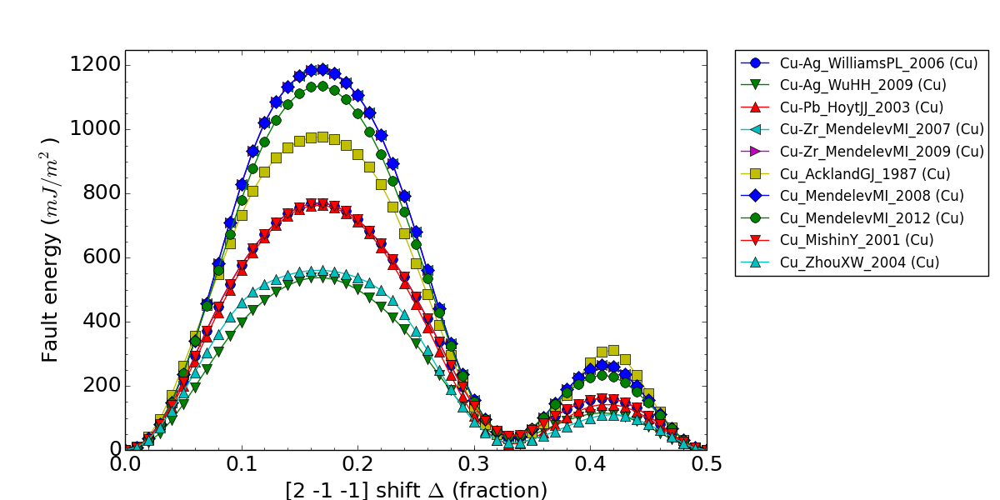 1200
1000
800
600
400
200
0
Fault energy (mJ/m²)
0.0 0.1 0.2 0.3 0.4 0.5
[2 -1 -1] shift Δ (fraction)
Cu-Ag_WilliamsPL_2006 (Cu)
Cu-Ag_WuHH_2009 (Cu)
Cu-Pb_HoytJJ_2003 (Cu)
Cu-Zr_MendelevMI_2007 (Cu)
Cu-Zr_MendelevMI_2009 (Cu)
Cu_AcklandGJ_1987 (Cu)
Cu_MendelevMI_2008 (Cu)
Cu_MendelevMI_2012 (Cu)
Cu_MishinY_2001 (Cu)
Cu_ZhouXW_2004 (Cu)